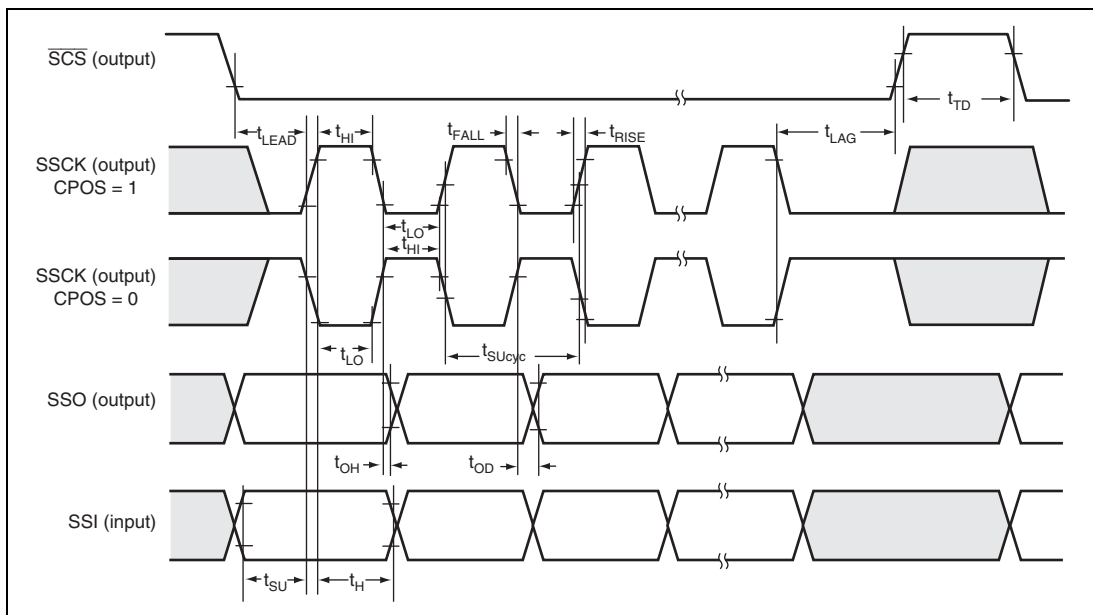 SCS (output)
tTD
tLEAD
tHI
tFALL
tRISE
tLAG
SSCK (output)
CPOS = 1
tLO
tHI
SSCK (output)
CPOS = 0
tLO
tSUcyc
SSO (output)
tOH
tOD
SSI (input)
tSU
tH